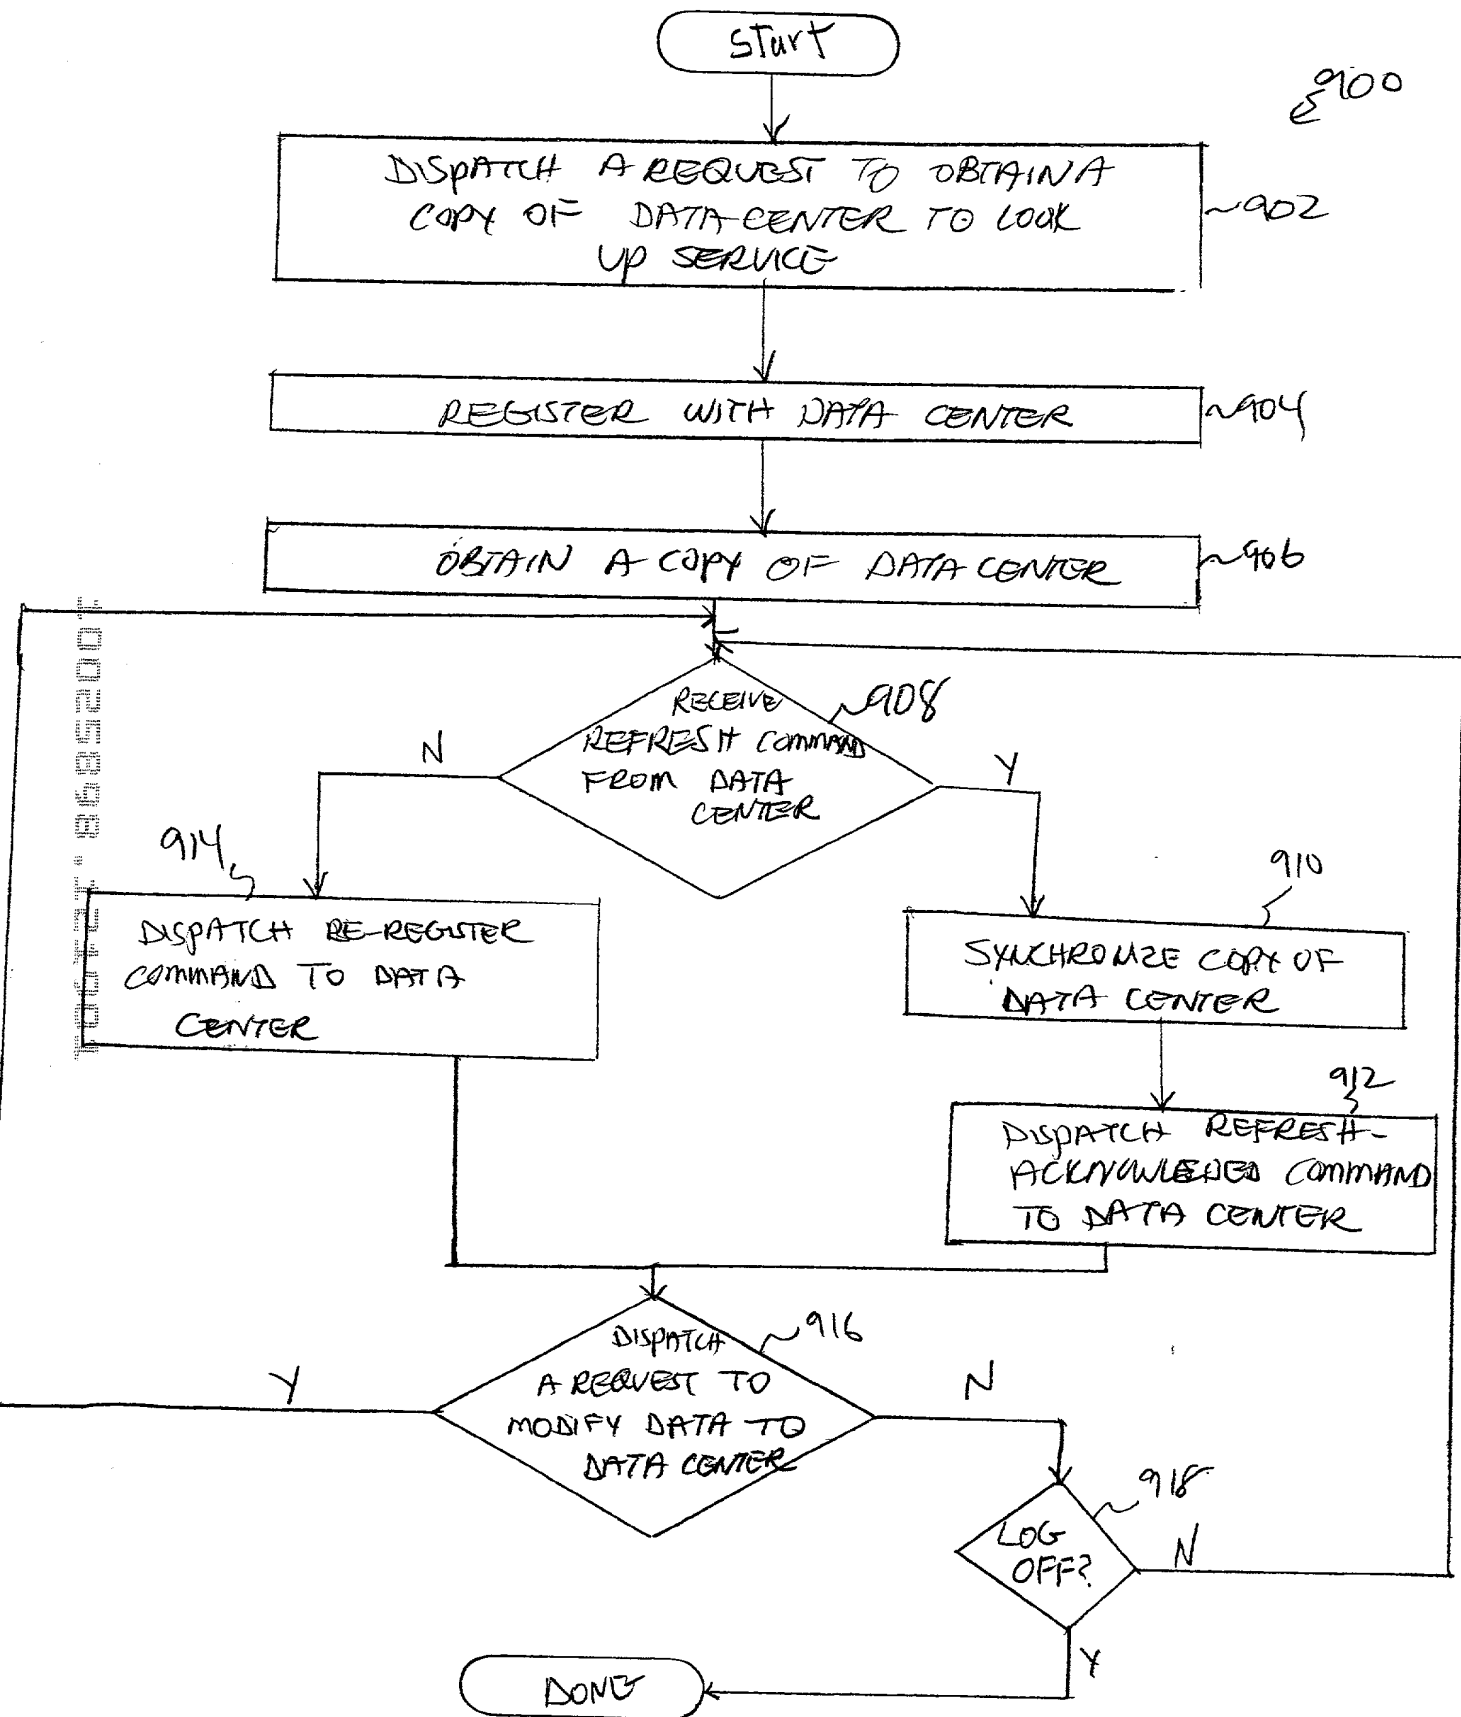 Start
900
DISPATCH A REQUEST TO OBTAIN A
COPY OF DATA CENTER TO LOOK
UP SERVICE
902
REGISTER WITH DATA CENTER
904
OBTAIN A COPY OF DATA CENTER
906
RECEIVE
REFRESH COMMAND
FROM DATA
CENTER
908
N
Y
914
DISPATCH RE-REGISTER
COMMAND TO DATA
CENTER
910
SYNCHRONIZE COPY OF
DATA CENTER
912
DISPATCH REFRESH-
ACKNOWLEDGED COMMAND
TO DATA CENTER
DISPATCH
A REQUEST TO
MODIFY DATA TO
DATA CENTER
916
Y
N
LOG
OFF?
918
N
Y
DONE
10025898.121901